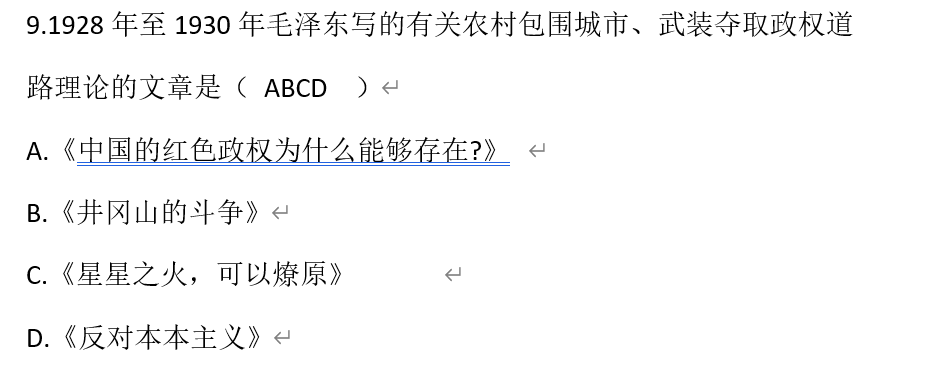 9.1928 年至 1930 年毛泽东写的有关农村包围城市、武装夺取政权道
路理论的文章是（ ABCD ）↵
A.《中国的红色政权为什么能够存在?》 ↵
B.《井冈山的斗争》↵
C.《星星之火，可以燎原》 ↵
D.《反对本本主义》↵